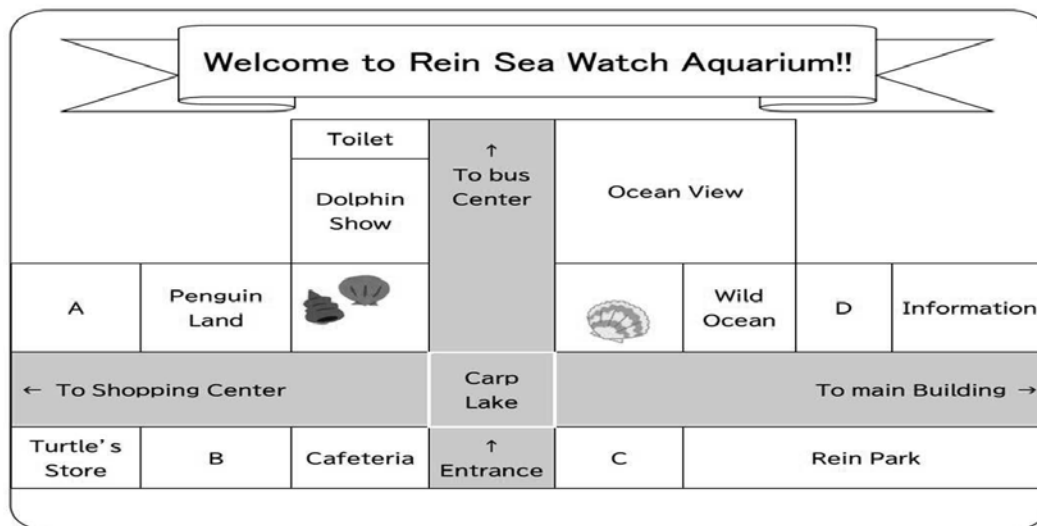 Welcome to Rein Sea Watch Aquarium!!
Toilet
↑
To bus
Center
Dolphin
Show
Ocean View
A
Penguin
Land
Wild
Ocean
D
Information
← To Shopping Center
Carp
Lake
To main Building →
Turtle's
Store
B
Cafeteria
↑
Entrance
C
Rein Park